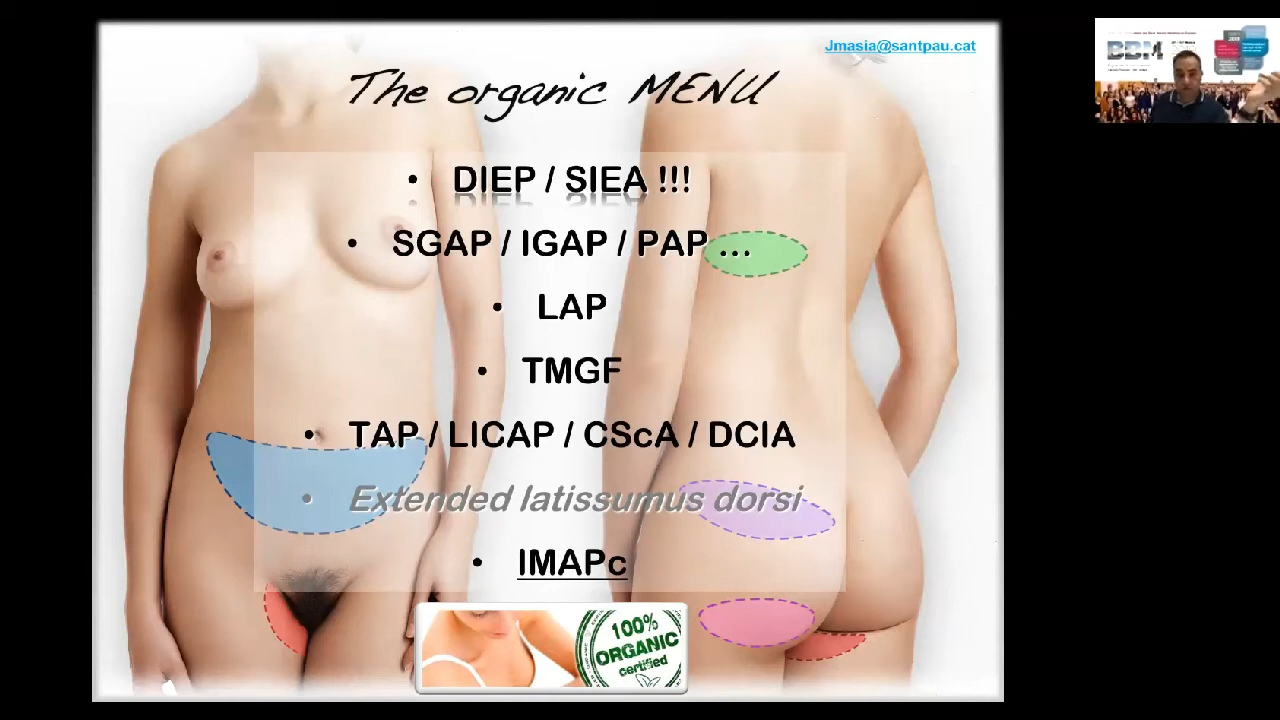 Jmasia@santpau.cat
The organic MENU
• DIEP / SIEA !!!
• SGAP / IGAP / PAP ...
• LAP
• TMGF
• TAP / LICAP / CScA / DCIA
• Extended latissumus dorsi
• IMAPc
100%
ORGANIC
certified
BBM